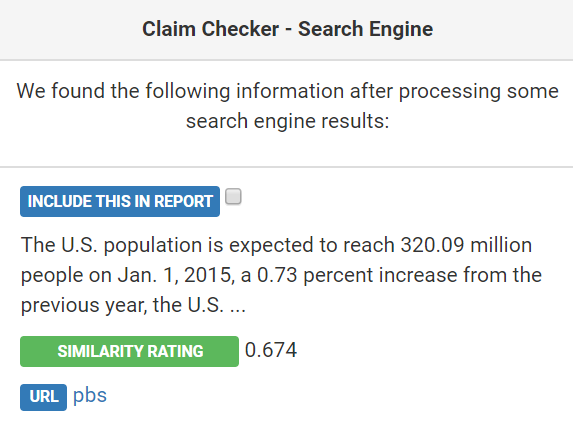 Claim Checker - Search Engine
We found the following information after processing some
search engine results:
INCLUDE THIS IN REPORT
The U.S. population is expected to reach 320.09 million
people on Jan. 1, 2015, a 0.73 percent increase from the
previous year, the U.S. ...
SIMILARITY RATING 0.674
URL pbs